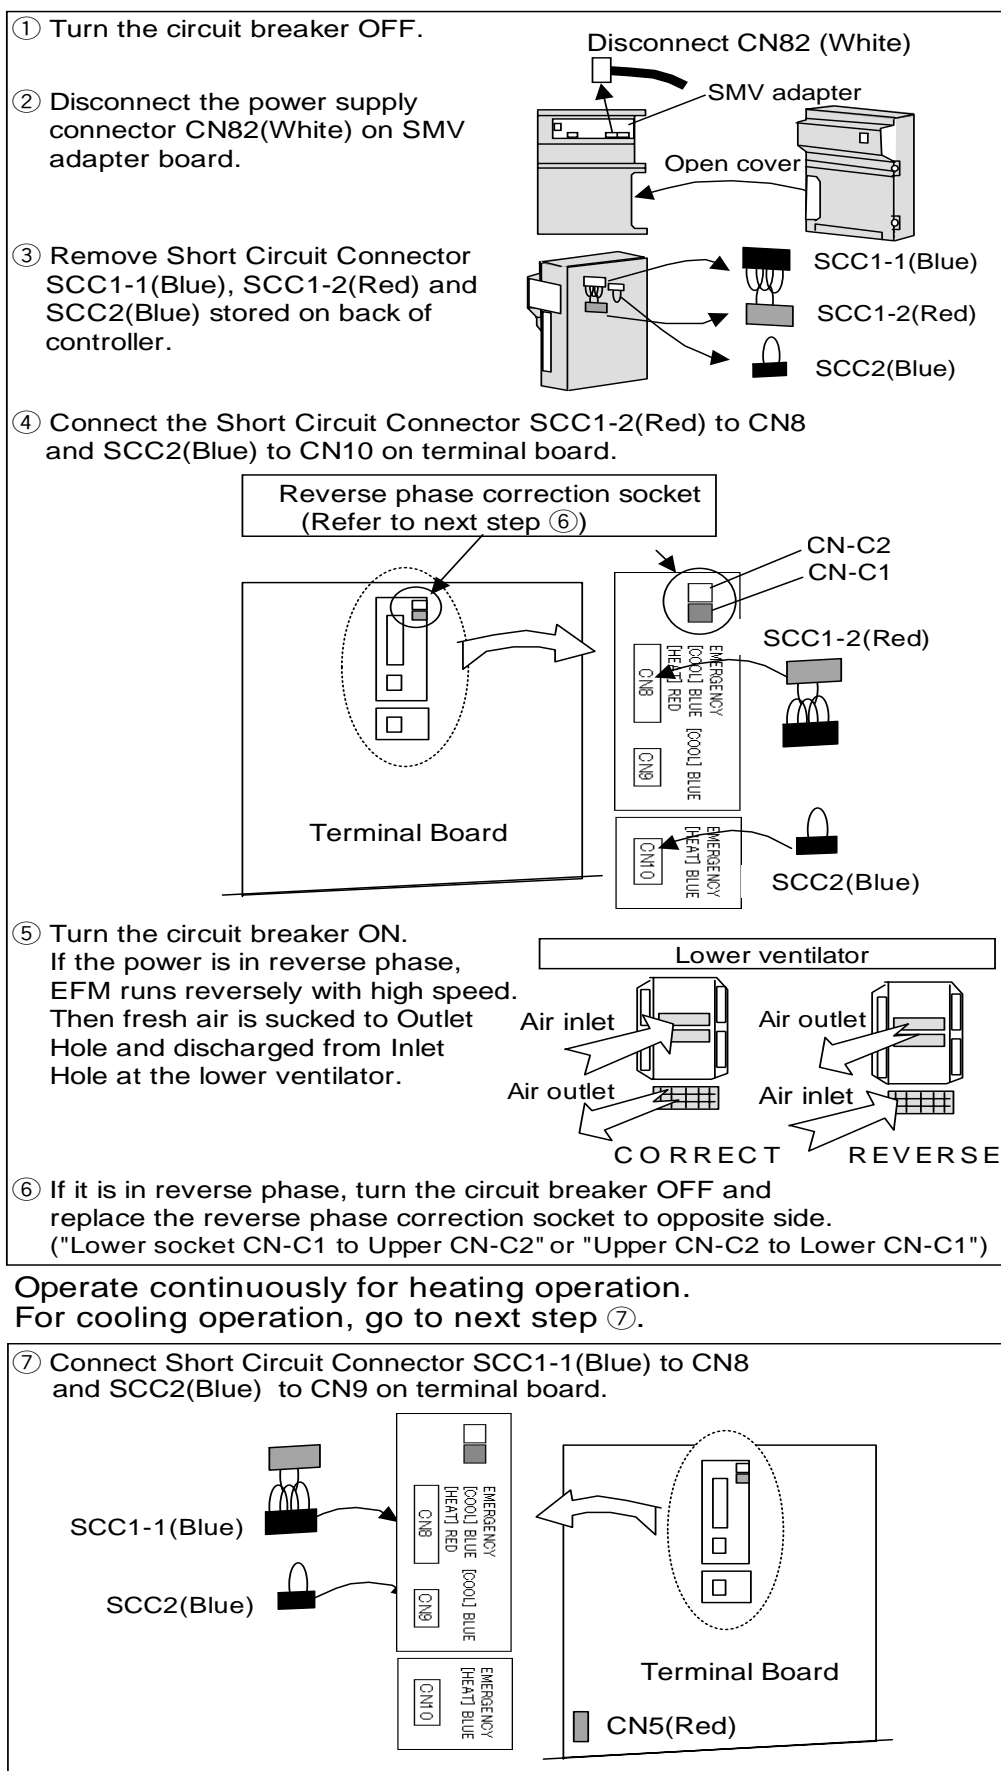 ① Turn the circuit breaker OFF.
Disconnect CN82 (White)
② Disconnect the power supply
connector CN82(White) on SMV
adapter board.
SMV adapter
Open cover
③ Remove Short Circuit Connector
SCC1-1(Blue), SCC1-2(Red) and
SCC2(Blue) stored on back of
controller.
SCC1-1(Blue)
SCC1-2(Red)
SCC2(Blue)
④ Connect the Short Circuit Connector SCC1-2(Red) to CN8
and SCC2(Blue) to CN10 on terminal board.
Reverse phase correction socket
(Refer to next step ⑥)
CN-C2
CN-C1
SCC1-2(Red)
EMERGENCY
[COOL] BLUE [COOL] BLUE
[HEAT] RED
CN8
CN9
Terminal Board
EMERGENCY
[HEAT] BLUE
CN10
SCC2(Blue)
⑤ Turn the circuit breaker ON.
If the power is in reverse phase,
EFM runs reversely with high speed.
Then fresh air is sucked to Outlet
Hole and discharged from Inlet
Hole at the lower ventilator.
Lower ventilator
Air inlet
Air outlet
Air outlet
Air inlet
CORRECT
REVERSE
⑥ If it is in reverse phase, turn the circuit breaker OFF and
replace the reverse phase correction socket to opposite side.
("Lower socket CN-C1 to Upper CN-C2" or "Upper CN-C2 to Lower CN-C1")
Operate continuously for heating operation.
For cooling operation, go to next step ⑦.
⑦ Connect Short Circuit Connector SCC1-1(Blue) to CN8
and SCC2(Blue) to CN9 on terminal board.
SCC1-1(Blue)
SCC2(Blue)
EMERGENCY
[COOL] BLUE [COOL] BLUE
[HEAT] RED
CN8
CN9
EMERGENCY
[HEAT] BLUE
CN10
Terminal Board
CN5(Red)